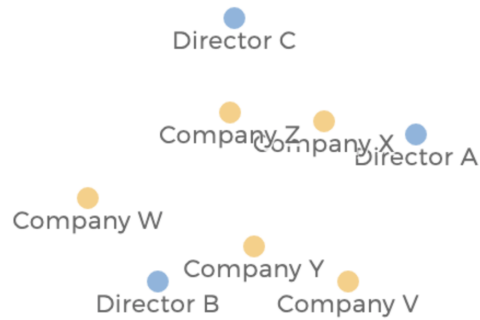 Director C
Company Z
Company X
Director A
Company W
Company Y
Director B
Company V